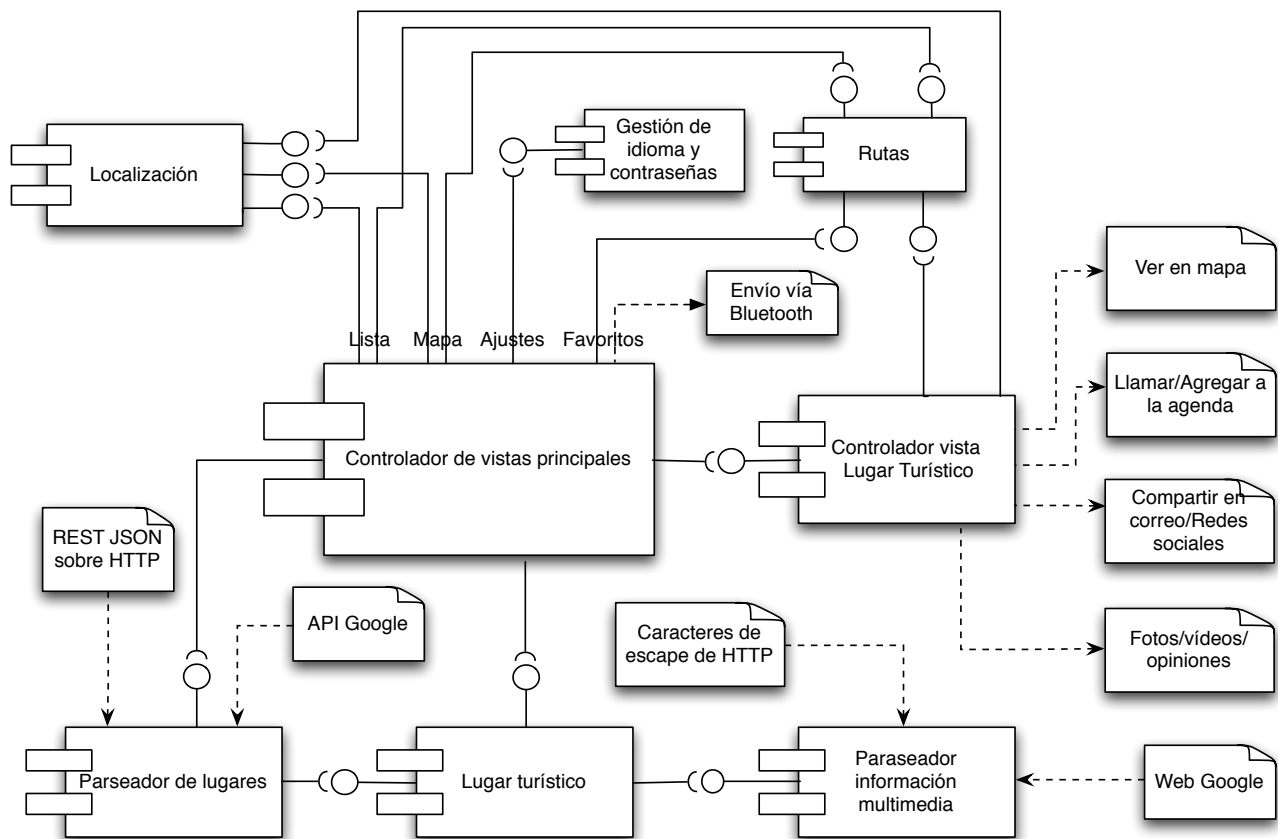 Localización
Gestión de
idioma y
contraseñas
Rutas
Ver en mapa
Envío vía
Bluetooth
Lista
Mapa
Ajustes
Favoritos
Llamar/Agregar a
la agenda
Controlador de vistas principales
Controlador vista
Lugar Turístico
Compartir en
correo/Redes
sociales
REST JSON
sobre HTTP
API Google
Caracteres de
escape de HTTP
Fotos/vídeos/
opiniones
Parseador de lugares
Lugar turístico
Paraseador
información
multimedia
Web Google